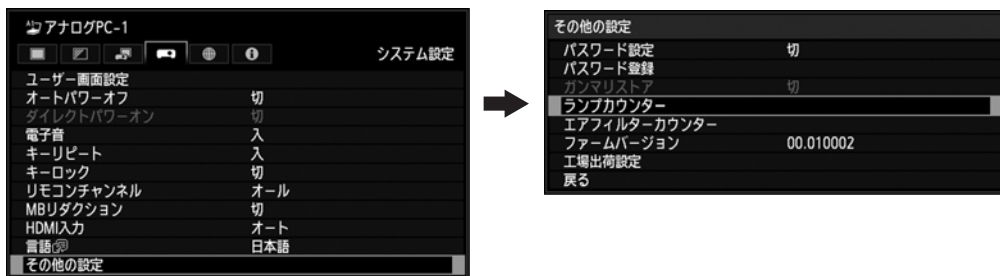 アナログPC-1
システム設定
ユーザー画面設定
オートパワーオフ 切
ダイレクトパワーオン 切
電子音 入
キーリピート 入
キーロック 切
リモコンチャンネル オール
MBリダクション 切
HDMI入力 オート
言語 日本語
その他の設定
その他の設定
パスワード設定 切
パスワード登録
ガンマリストア 切
ランプカウンター
エアフィルターカウンター
ファームバージョン 00.010002
工場出荷設定
戻る